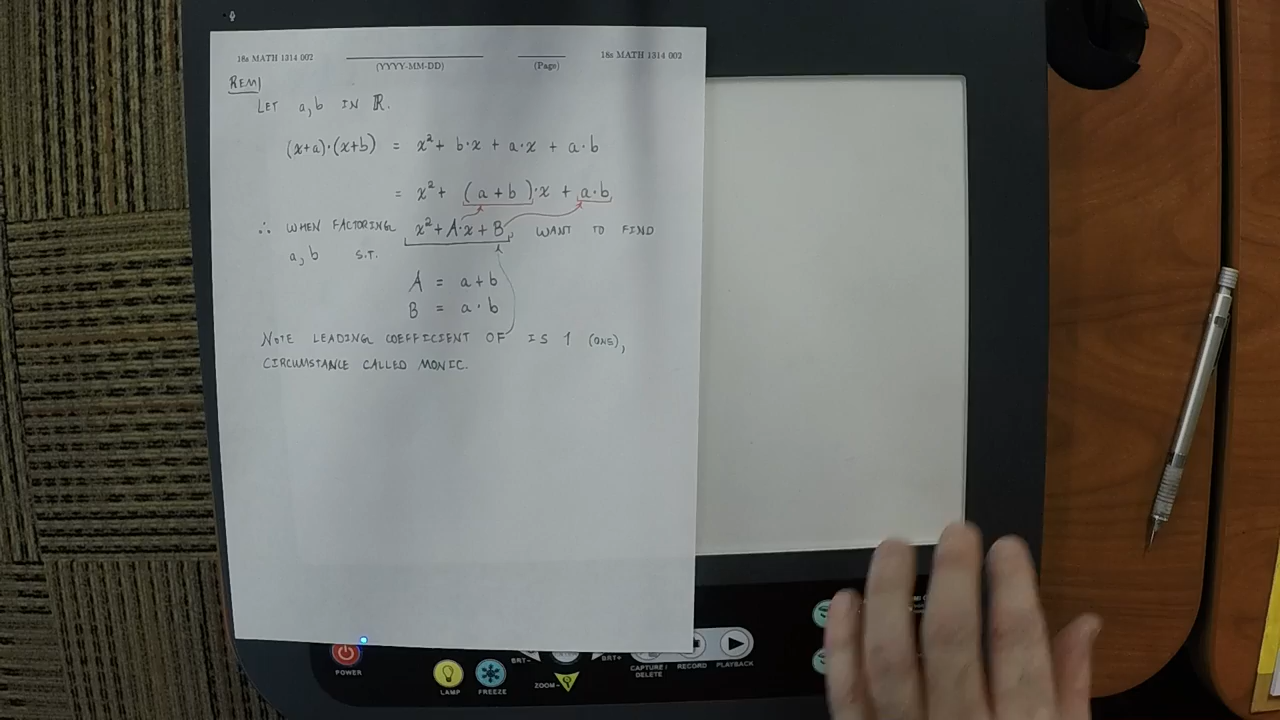 18s MATH 1314 002
(YYYY-MM-DD)
(Page)
18s MATH 1314 002
REM
LET a, b IN ℝ.
(x+a)·(x+b) = x² + b·x + a·x + a·b
= x² + (a+b)·x + a·b
∴ WHEN FACTORING x² + A·x + B, WANT TO FIND
a, b S.T.
A = a+b
B = a·b
NOTE LEADING COEFFICIENT OF IS 1 (ONE),
CIRCUMSTANCE CALLED MONIC.
POWER
LAMP
FREEZE
BRT-
ZOOM-
BRT+
CAPTURE/
DELETE
RECORD
PLAYBACK